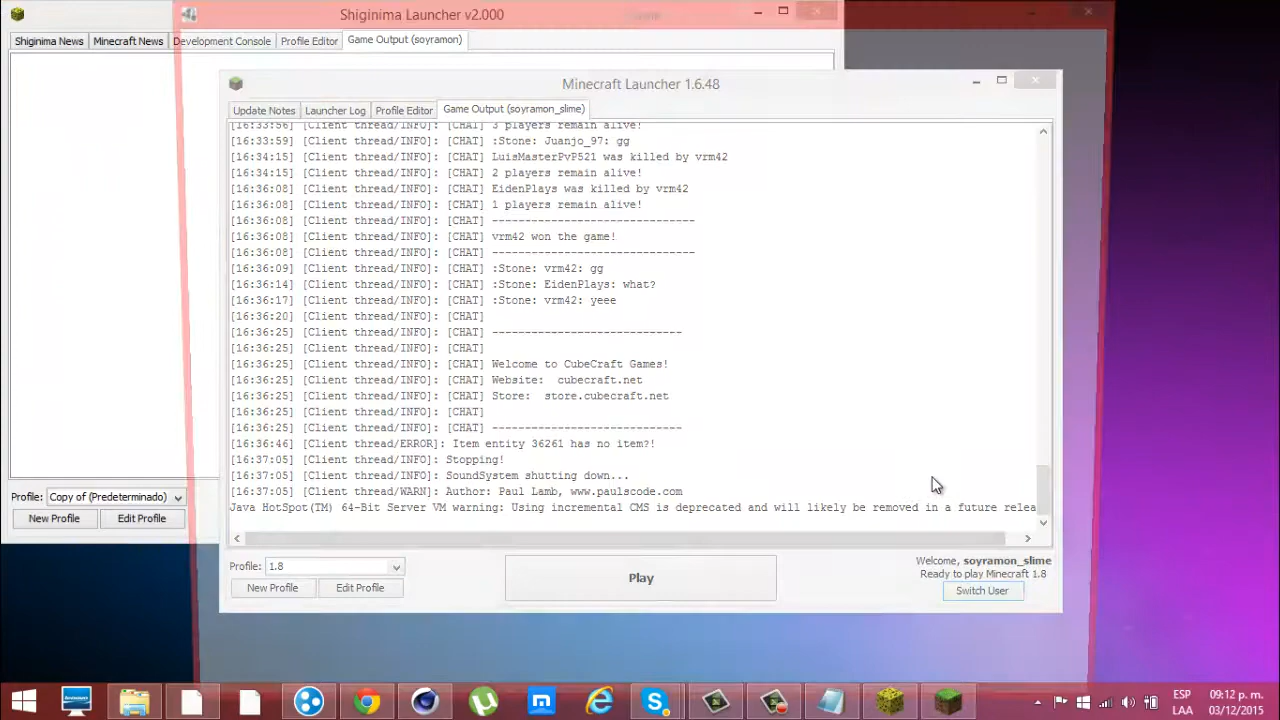 Shiginima Launcher v2.000
Shiginima News
Minecraft News
Development Console
Profile Editor
Game Output (soyramon)
Minecraft Launcher 1.6.48
Update Notes
Launcher Log
Profile Editor
Game Output (soyramon_slime)
[16:33:56] [Client thread/INFO]: [CHAT] 3 players remain alive!
[16:33:59] [Client thread/INFO]: [CHAT] :Stone: Juanjo_97: gg
[16:34:15] [Client thread/INFO]: [CHAT] LuisMasterPvP521 was killed by vrm42
[16:34:15] [Client thread/INFO]: [CHAT] 2 players remain alive!
[16:36:08] [Client thread/INFO]: [CHAT] EidenPlays was killed by vrm42
[16:36:08] [Client thread/INFO]: [CHAT] 1 players remain alive!
[16:36:08] [Client thread/INFO]: [CHAT] -------------------------------
[16:36:08] [Client thread/INFO]: [CHAT] vrm42 won the game!
[16:36:08] [Client thread/INFO]: [CHAT] -------------------------------
[16:36:09] [Client thread/INFO]: [CHAT] :Stone: vrm42: gg
[16:36:14] [Client thread/INFO]: [CHAT] :Stone: EidenPlays: what?
[16:36:17] [Client thread/INFO]: [CHAT] :Stone: vrm42: yeee
[16:36:20] [Client thread/INFO]: [CHAT]
[16:36:25] [Client thread/INFO]: [CHAT] -----------------------------
[16:36:25] [Client thread/INFO]: [CHAT]
[16:36:25] [Client thread/INFO]: [CHAT] Welcome to CubeCraft Games!
[16:36:25] [Client thread/INFO]: [CHAT] Website:  cubecraft.net
[16:36:25] [Client thread/INFO]: [CHAT] Store:  store.cubecraft.net
[16:36:25] [Client thread/INFO]: [CHAT]
[16:36:25] [Client thread/INFO]: [CHAT] -----------------------------
[16:36:46] [Client thread/ERROR]: Item entity 36261 has no item?!
[16:37:05] [Client thread/INFO]: Stopping!
[16:37:05] [Client thread/INFO]: SoundSystem shutting down...
[16:37:05] [Client thread/WARN]: Author: Paul Lamb, www.paulscode.com
Java HotSpot(TM) 64-Bit Server VM warning: Using incremental CMS is deprecated and will likely be removed in a future relea
Profile: Copy of (Predeterminado)
New Profile
Edit Profile
Profile: 1.8
New Profile
Edit Profile
Play
Welcome, soyramon_slime
Ready to play Minecraft 1.8
Switch User
ESP
LAA
09:12 p. m.
03/12/2015